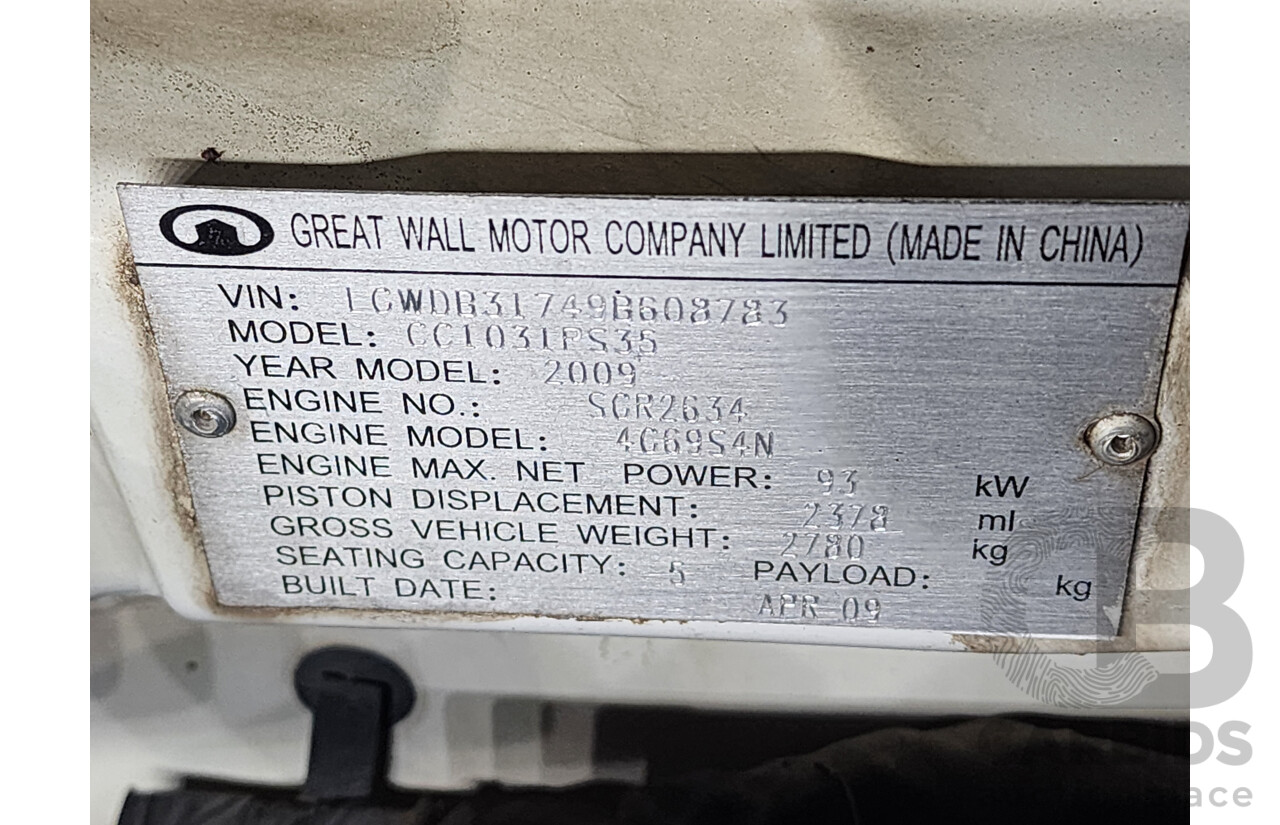 GREAT WALL MOTOR COMPANY LIMITED (MADE IN CHINA)
VIN: LGWDB31749B608783
MODEL: CC1031PS35
YEAR MODEL: 2009
ENGINE NO.: SGR2634
ENGINE MODEL: 4G69S4N
ENGINE MAX. NET POWER: 93 kW
PISTON DISPLACEMENT: 2378 ml
GROSS VEHICLE WEIGHT: 2780 kg
SEATING CAPACITY: 5 PAYLOAD: kg
BUILT DATE: APR 09